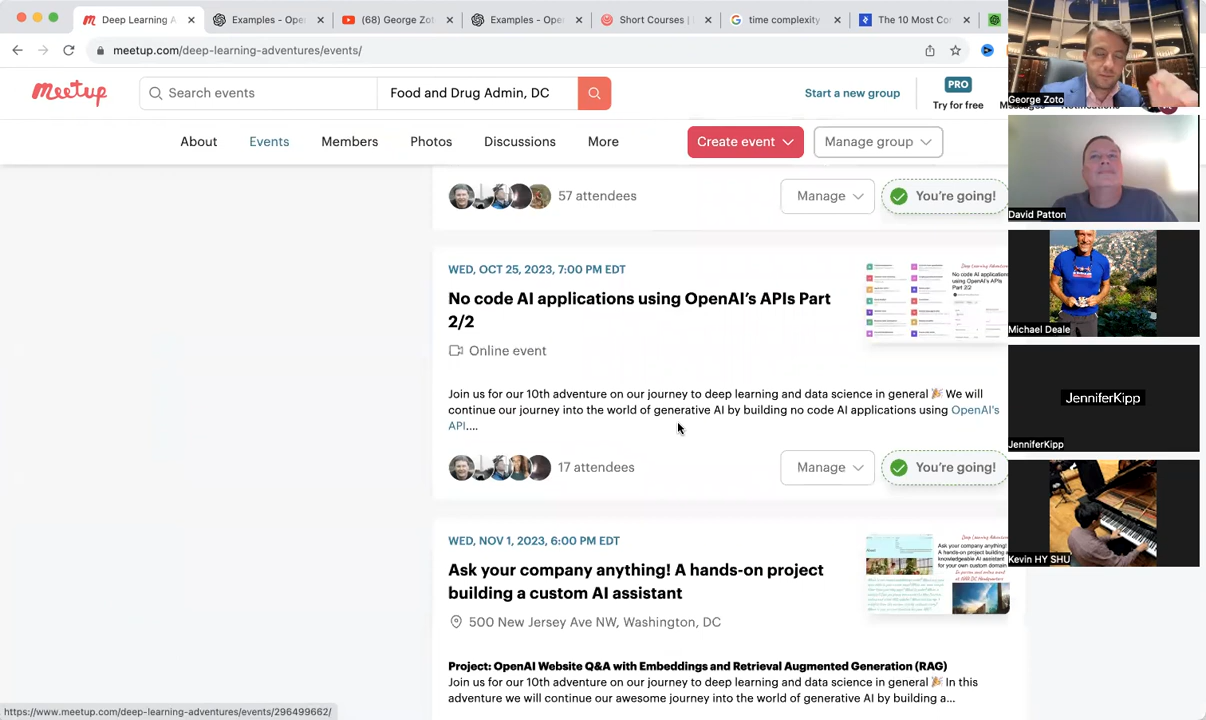 Deep Learning A
Examples - Ope
(68) George Zoto
Examples - Open
Short Courses |
time complexity
The 10 Most Co
meetup.com/deep-learning-adventures/events/
meetup
Search events
Food and Drug Admin, DC
Start a new group
PRO
Try for free
About
Events
Members
Photos
Discussions
More
Create event
Manage group
57 attendees
Manage
You're going!
WED, OCT 25, 2023, 7:00 PM EDT
No code AI applications using OpenAI's APIs Part
2/2
Online event
Join us for our 10th adventure on our journey to deep learning and data science in general 🎉 We will
continue our journey into the world of generative AI by building no code AI applications using OpenAI's
API....
17 attendees
Manage
You're going!
WED, NOV 1, 2023, 6:00 PM EDT
Ask your company anything! A hands-on project
building a custom AI assistant
500 New Jersey Ave NW, Washington, DC
Project: OpenAI Website Q&A with Embeddings and Retrieval Augmented Generation (RAG)
Join us for our 10th adventure on our journey to deep learning and data science in general 🎉 In this
adventure we will continue our awesome journey into the world of generative AI by building a...
https://www.meetup.com/deep-learning-adventures/events/296499662/
George Zoto
David Patton
Michael Deale
JenniferKipp
JenniferKipp
Kevin HY SHU